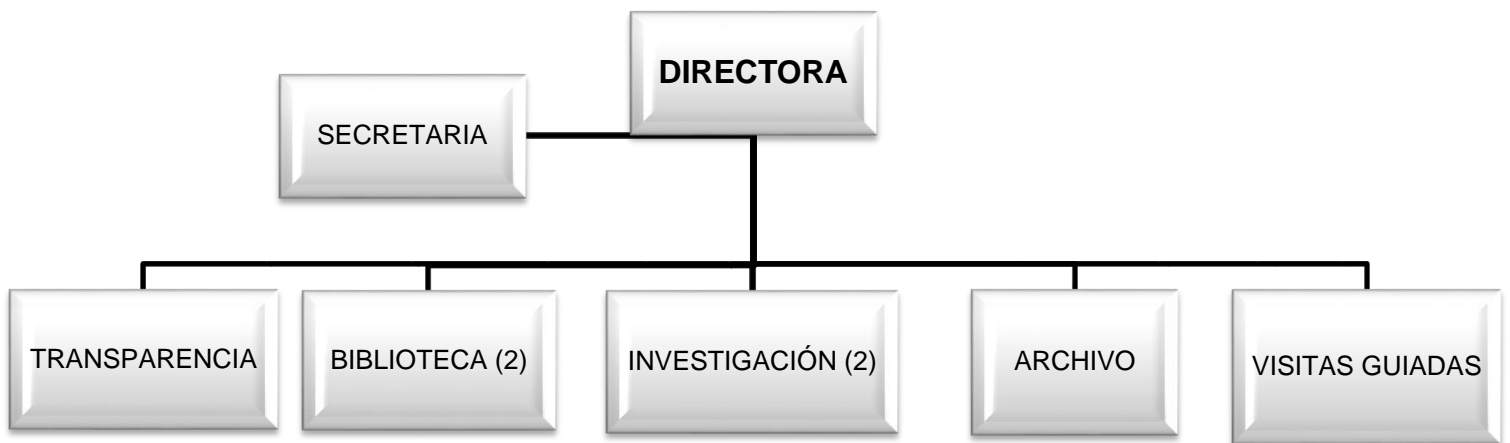 DIRECTORA
SECRETARIA
TRANSPARENCIA
BIBLIOTECA (2)
INVESTIGACIÓN (2)
ARCHIVO
VISITAS GUIADAS